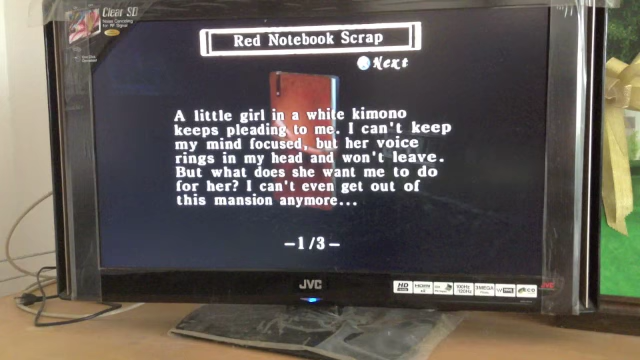 Clear SD
Red Notebook Scrap
A Next
A little girl in a white kimono
keeps pleading to me. I can't keep
my mind focused, but her voice
rings in my head and won't leave.
But what does she want me to do
for her? I can't even get out of
this mansion anymore...
-1/3-
JVC
HD
HDMI